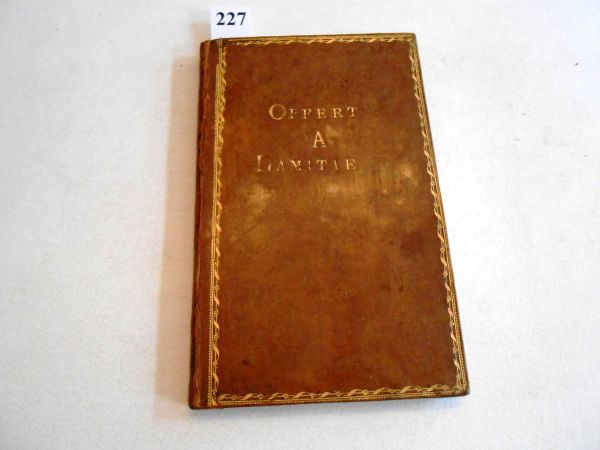 227
OFFERT
A
LAMITIE